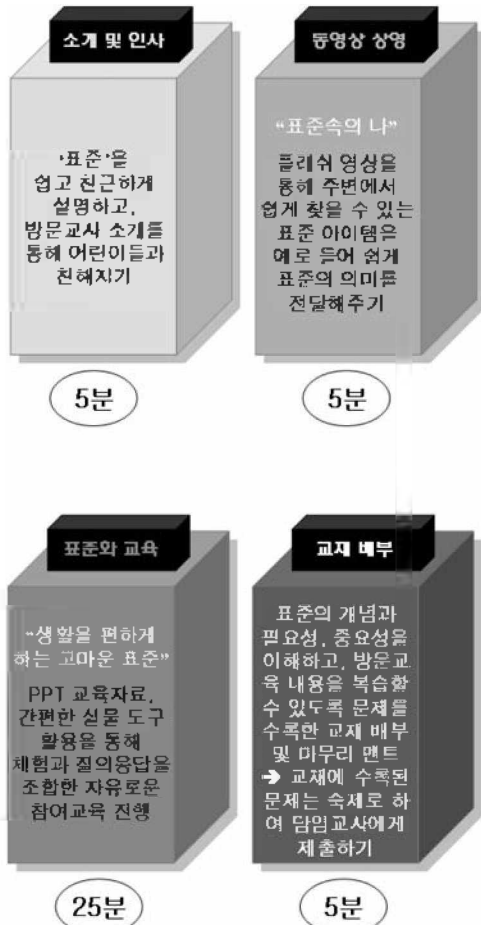 소개 및 인사
'표준'을
쉽고 친근하게
설명하고,
방문교사 소개를
통해 어린이들과
친해지기
5분
동영상 상영
“표준속의 나”
플래쉬 영상을
통해 주변에서
쉽게 찾을 수 있는
표준 아이템을
예로 들어 쉽게
표준의 의미를
전달해주기
5분
표준화 교육
“생활을 편하게
하는 고마운 표준”
PPT 교육자료,
간편한 실물 도구
활용을 통해
체험과 질의응답을
조합한 자유로운
참여교육 진행
25분
교재 배부
표준의 개념과
필요성, 중요성을
이해하고, 방문교
육 내용을 복습할
수 있도록 문제를
수록한 교재 배부
및 마무리 멘트
➔ 교재에 수록된
문제는 숙제로 하
여 담임교사에게
제출하기
5분